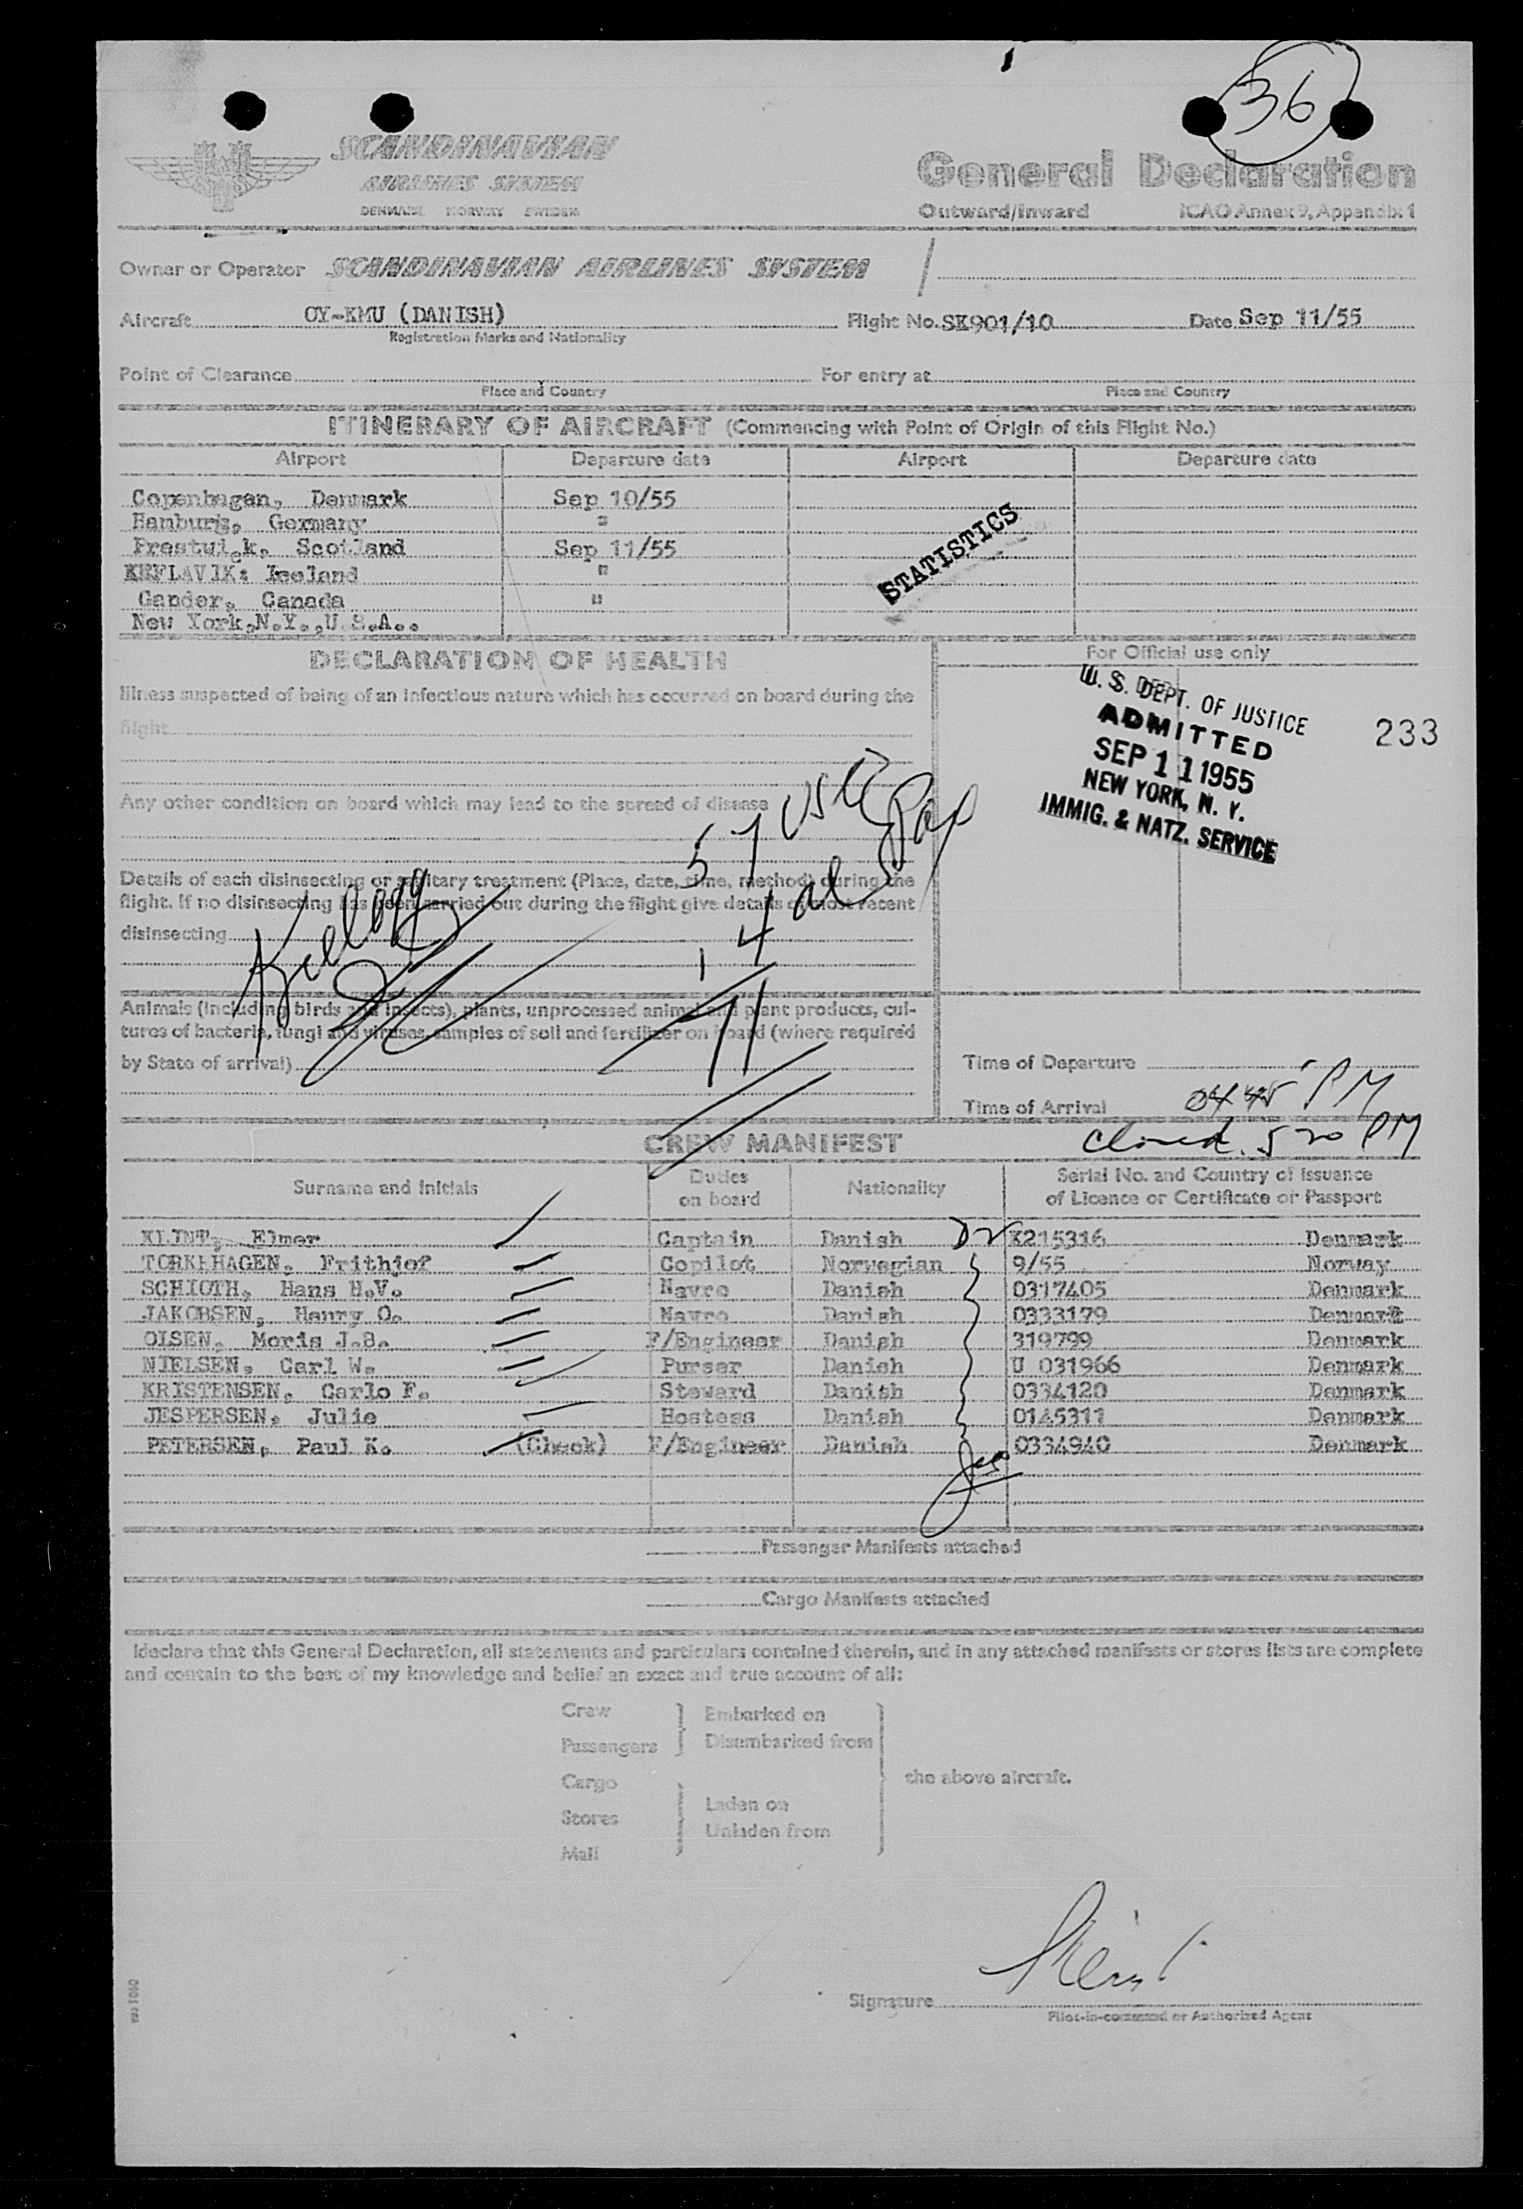 36
SCANDINAVIAN
AIRLINES SYSTEM
DENMARK NORWAY SWEDEN
General Declaration
Outward/Inward ICAO Annex 9, Appendix 1
Owner or Operator SCANDINAVIAN AIRLINES SYSTEM
Aircraft OY-KMU (DANISH) Flight No. SK901/10 Date Sep 11/55
Registration Marks and Nationality
Point of Clearance For entry at
Place and Country Place and Country
ITINERARY OF AIRCRAFT (Commencing with Point of Origin of this Flight No.)
Airport Departure date Airport Departure date
Copenhagen, Denmark Sep 10/55
Hamburg, Germany "
Prestwick, Scotland Sep 11/55
KEFLAVIK: Iceland "
Gander, Canada "
New York,N.Y.,U.S.A..
STATISTICS
DECLARATION OF HEALTH
For Official use only
Illness suspected of being of an infectious nature which has occurred on board during the
flight
U. S. DEPT. OF JUSTICE
ADMITTED
SEP 11 1955
NEW YORK, N. Y.
IMMIG. & NATZ. SERVICE
233
Any other condition on board which may lead to the spread of disease
57 usc
14 al
71
Kellogg
Details of each disinsecting or sanitary treatment (Place, date, time, method) during the
flight. If no disinsecting has been carried out during the flight give details of most recent
disinsecting
Animals (including birds and insects), plants, unprocessed animal and plant products, cul-
tures of bacteria, fungi and viruses, samples of soil and fertilizer on board (where required
by State of arrival)
Time of Departure
Time of Arrival 0445 PM
closed. 520 PM
CREW MANIFEST
Surname and Initials Duties on board Nationality Serial No. and Country of Issuance
of Licence or Certificate or Passport
KLINT, Elmer Captain Danish K215316 Denmark
TORKEHAGEN, Frithjof Copilot Norwegian 9/55 Norway
SCHIOTH, Hans H.V. Navro Danish 0317405 Denmark
JAKOBSEN, Henry O. Navro Danish 0333179 Denmark
OLSEN, Moris J.B. F/Engineer Danish 319799 Denmark
NIELSEN, Carl W. Purser Danish U 031966 Denmark
KRISTENSEN, Carlo F. Steward Danish 0334120 Denmark
JESPERSEN, Julie Hostess Danish 0145311 Denmark
PETERSEN, Paul K. (Check) F/Engineer Danish 0334940 Denmark
Passenger Manifests attached
Cargo Manifests attached
I declare that this General Declaration, all statements and particulars contained therein, and in any attached manifests or stores lists are complete
and contain to the best of my knowledge and belief an exact and true account of all:
Crew
Passengers
Embarked on
Disembarked from
Cargo
Stores
Mail
Laden on
Unladen from
the above aircraft.
Signature Klint
Pilot-in-command or Authorized Agent